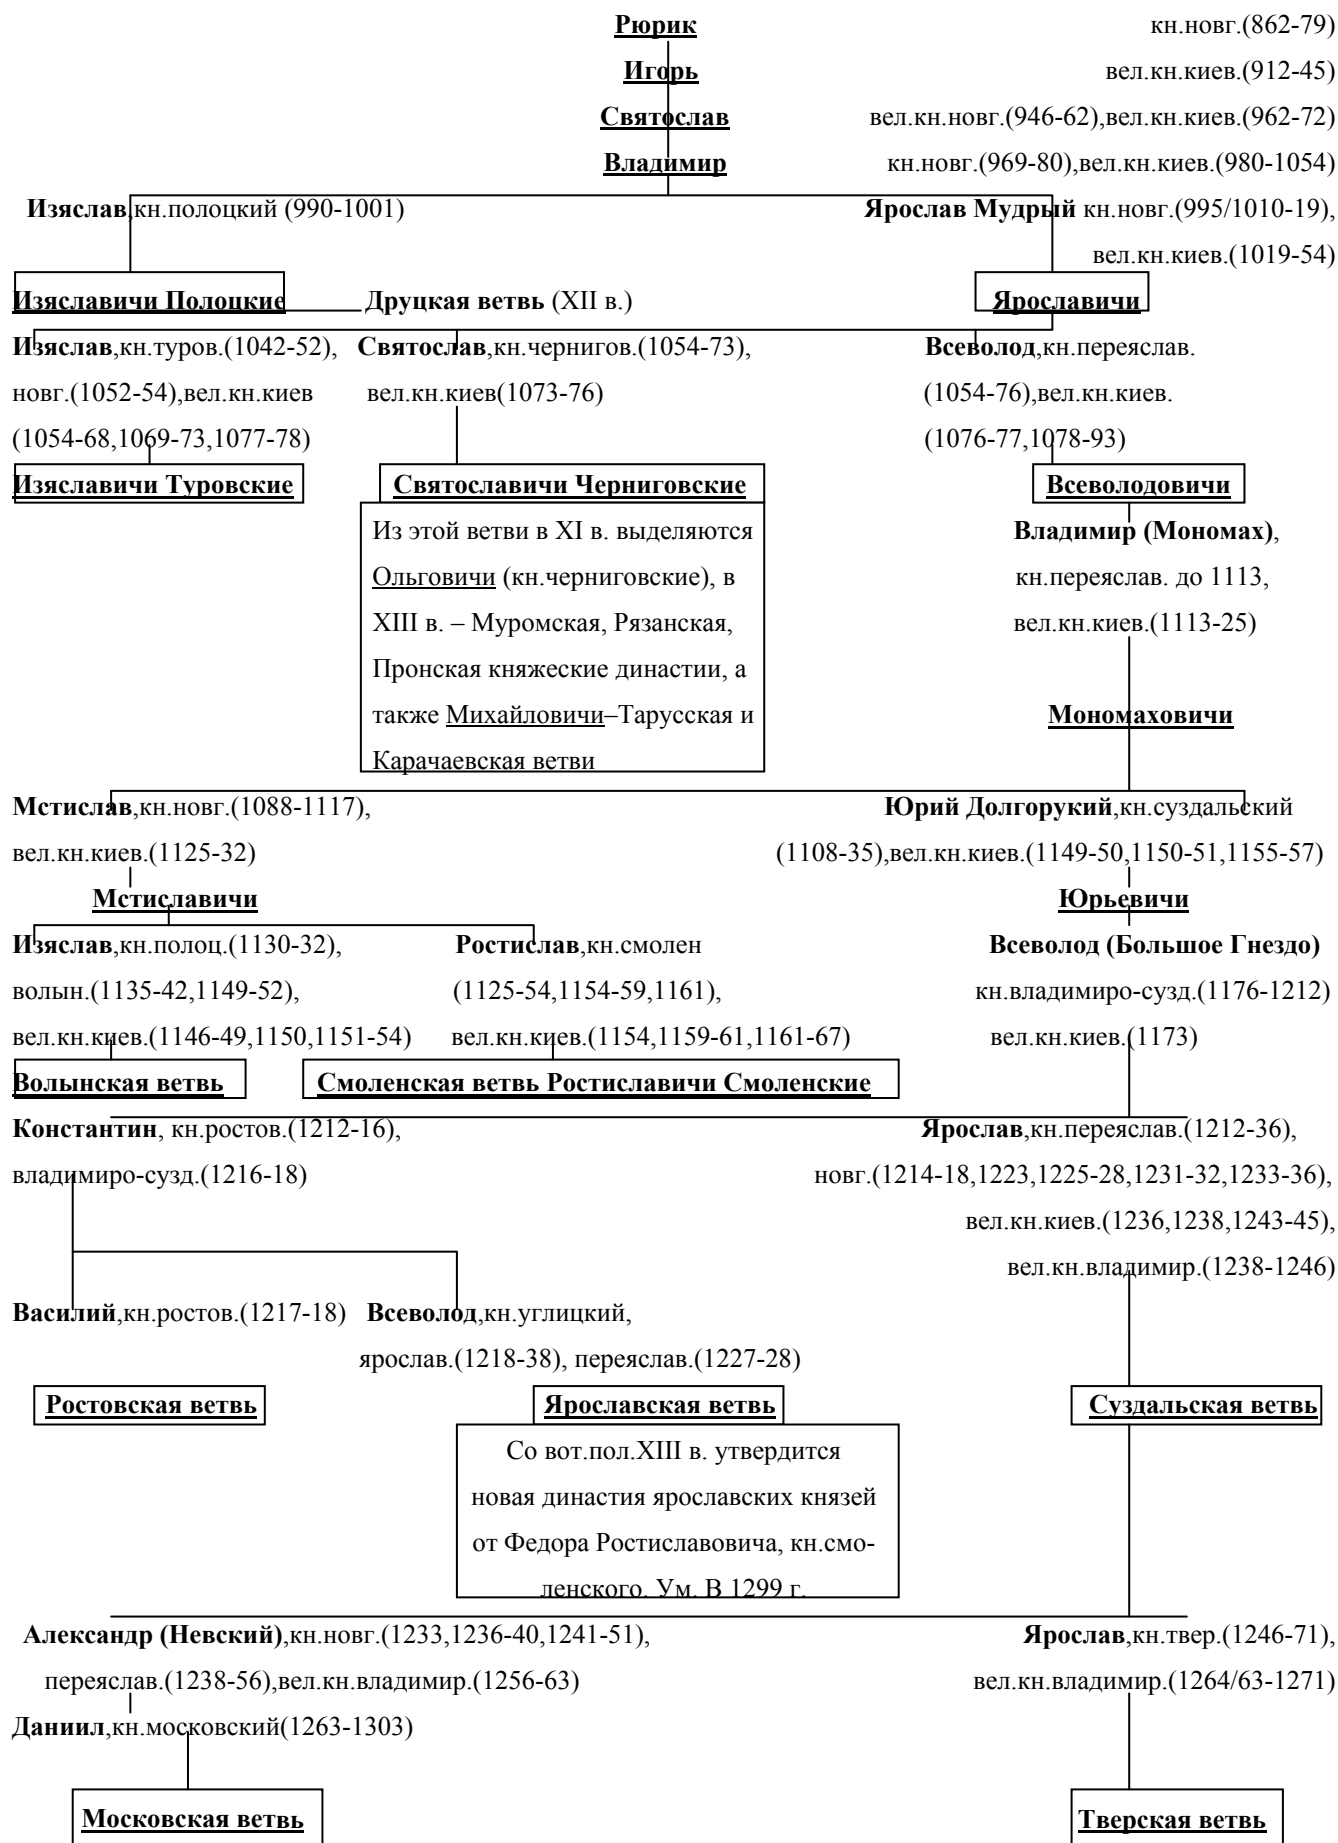 Рюрик кн.новг.(862-79)
Игорь вел.кн.киев.(912-45)
Святослав вел.кн.новг.(946-62),вел.кн.киев.(962-72)
Владимир кн.новг.(969-80),вел.кн.киев.(980-1054)
Изяслав,кн.полоцкий (990-1001) Ярослав Мудрый кн.новг.(995/1010-19),
вел.кн.киев.(1019-54)
Изяславичи Полоцкие Друцкая ветвь (XII в.) Ярославичи
Изяслав,кн.туров.(1042-52), Святослав,кн.чернигов.(1054-73), Всеволод,кн.переяслав.
новг.(1052-54),вел.кн.киев вел.кн.киев(1073-76) (1054-76),вел.кн.киев.
(1054-68,1069-73,1077-78) (1076-77,1078-93)
Изяславичи Туровские Святославичи Черниговские Всеволодовичи
Из этой ветви в XI в. выделяются Владимир (Мономах),
Ольговичи (кн.черниговские), в кн.переяслав. до 1113,
XIII в. – Муромская, Рязанская, вел.кн.киев.(1113-25)
Пронская княжеские династии, а
также Михайловичи–Тарусская и Мономаховичи
Карачаевская ветви
Мстислав,кн.новг.(1088-1117), Юрий Долгорукий,кн.суздальский
вел.кн.киев.(1125-32) (1108-35),вел.кн.киев.(1149-50,1150-51,1155-57)
Мстиславичи Юрьевичи
Изяслав,кн.полоц.(1130-32), Ростислав,кн.смолен Всеволод (Большое Гнездо)
волын.(1135-42,1149-52), (1125-54,1154-59,1161), кн.владимиро-сузд.(1176-1212)
вел.кн.киев.(1146-49,1150,1151-54) вел.кн.киев.(1154,1159-61,1161-67) вел.кн.киев.(1173)
Волынская ветвь Смоленская ветвь Ростиславичи Смоленские
Константин, кн.ростов.(1212-16), Ярослав,кн.переяслав.(1212-36),
владимиро-сузд.(1216-18) новг.(1214-18,1223,1225-28,1231-32,1233-36),
вел.кн.киев.(1236,1238,1243-45),
вел.кн.владимир.(1238-1246)
Василий,кн.ростов.(1217-18) Всеволод,кн.углицкий,
ярослав.(1218-38), переяслав.(1227-28)
Ростовская ветвь Ярославская ветвь Суздальская ветвь
Со вот.пол.XIII в. утвердится
новая династия ярославских князей
от Федора Ростиславовича, кн.смо-
ленского. Ум. В 1299 г.
Александр (Невский),кн.новг.(1233,1236-40,1241-51), Ярослав,кн.твер.(1246-71),
переяслав.(1238-56),вел.кн.владимир.(1256-63) вел.кн.владимир.(1264/63-1271)
Даниил,кн.московский(1263-1303)
Московская ветвь Тверская ветвь